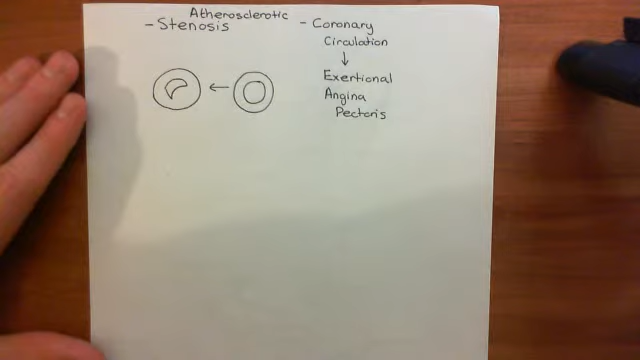 Atherosclerotic
- Stenosis
- Coronary
Circulation
↓
Exertional
Angina
Pectoris